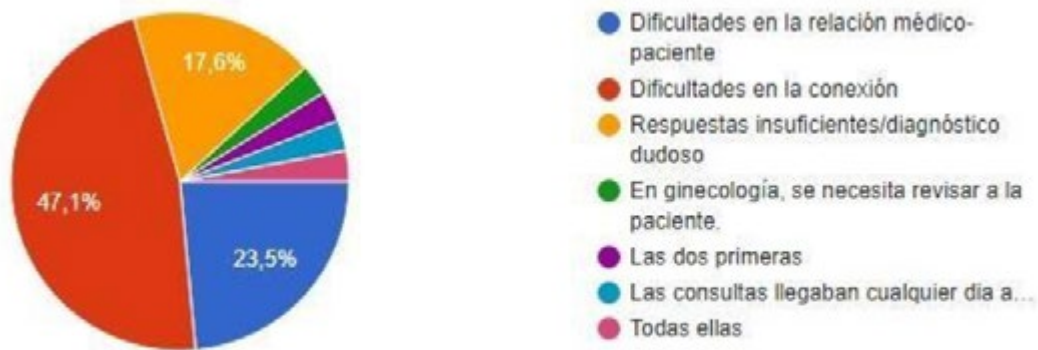 17,6%
47,1%
23,5%
Dificultades en la relación médico-
paciente
Dificultades en la conexión
Respuestas insuficientes/diagnóstico
dudoso
En ginecología, se necesita revisar a la
paciente.
Las dos primeras
Las consultas llegaban cualquier dia a...
Todas ellas